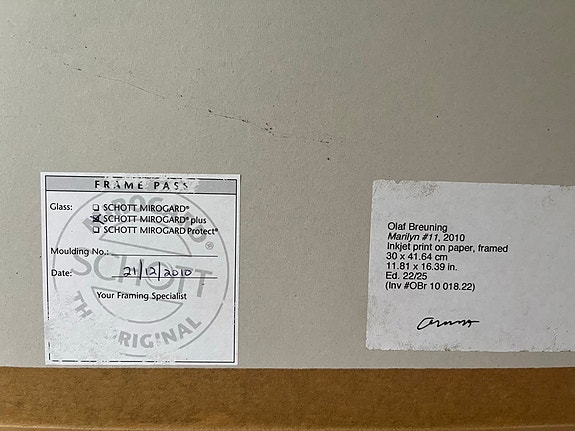 FRAME PASS
Glass: ☐ SCHOTT MIROGARD®
☒ SCHOTT MIROGARD® plus
☐ SCHOTT MIROGARD Protect®
Moulding No.:
Date: 21/12/2010
Your Framing Specialist
MIROGARD®
SCHOTT
THE ORIGINAL
Olaf Breuning
Marilyn #11, 2010
Inkjet print on paper, framed
30 x 41.64 cm
11.81 x 16.39 in.
Ed. 22/25
(Inv #OBr 10 018.22)